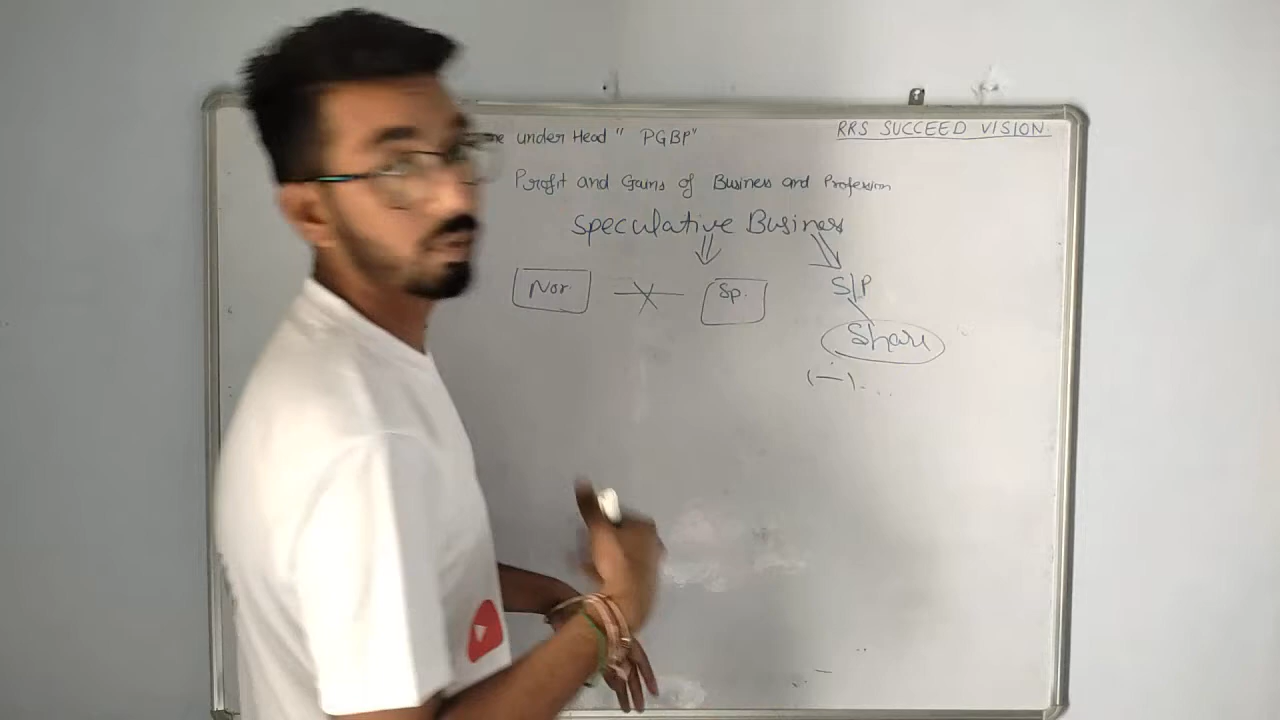 under Head " PGBP"
RRS SUCCEED VISION
Profit and Gains of Business and Profession
Speculative Business
Nor. Sp. S/P
Share
(—)...